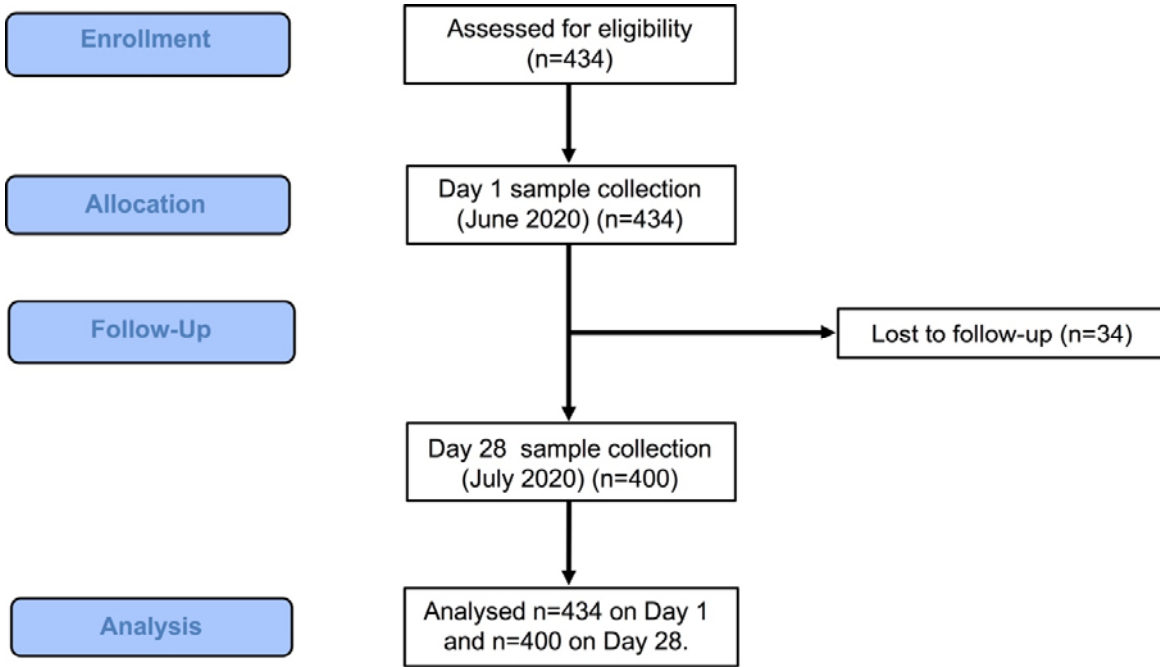 Enrollment
Assessed for eligibility
(n=434)
Allocation
Day 1 sample collection
(June 2020) (n=434)
Follow-Up
Lost to follow-up (n=34)
Day 28  sample collection
(July 2020) (n=400)
Analysis
Analysed n=434 on Day 1
and n=400 on Day 28.